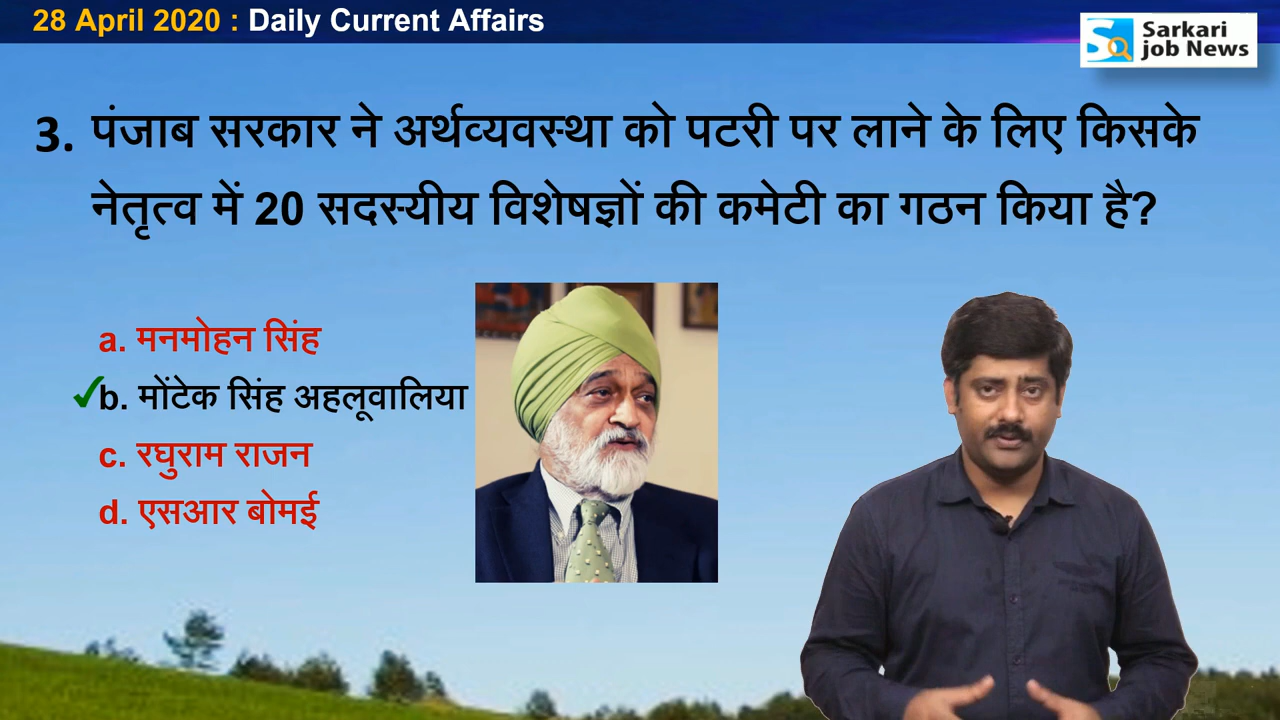 28 April 2020 : Daily Current Affairs
Sarkari
job News
3. पंजाब सरकार ने अर्थव्यवस्था को पटरी पर लाने के लिए किसके
नेतृत्व में 20 सदस्यीय विशेषज्ञों की कमेटी का गठन किया है?
a. मनमोहन सिंह
✓b. मोंटेक सिंह अहलूवालिया
c. रघुराम राजन
d. एसआर बोमई